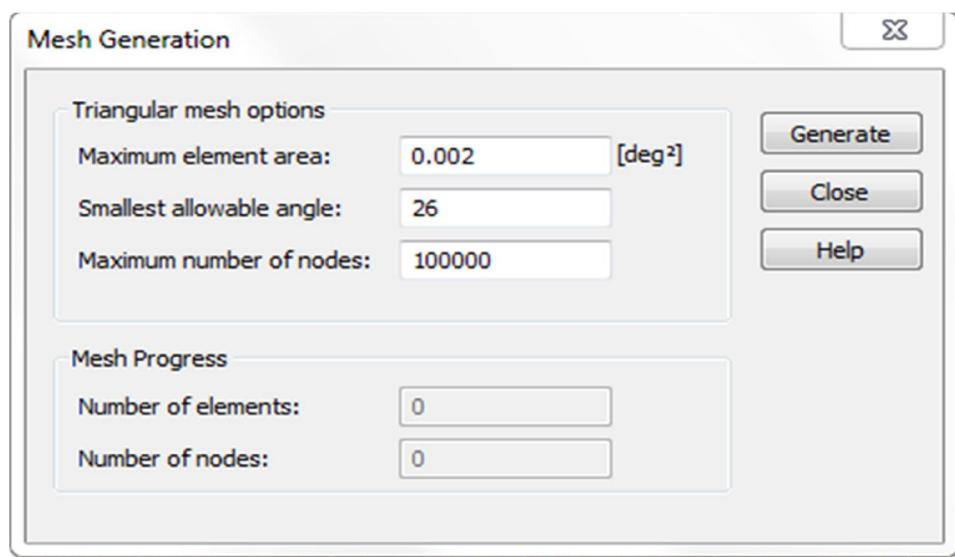 Mesh Generation
Triangular mesh options
Maximum element area: 0.002 [deg²]
Smallest allowable angle: 26
Maximum number of nodes: 100000
Generate
Close
Help
Mesh Progress
Number of elements: 0
Number of nodes: 0